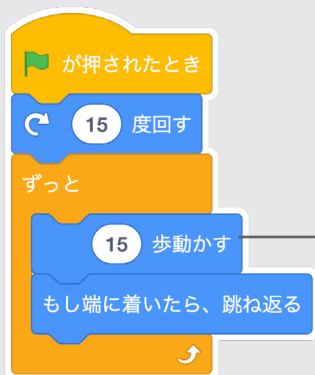 が押されたとき
15 度回す
ずっと
15 歩動かす
もし端に着いたら、跳ね返る